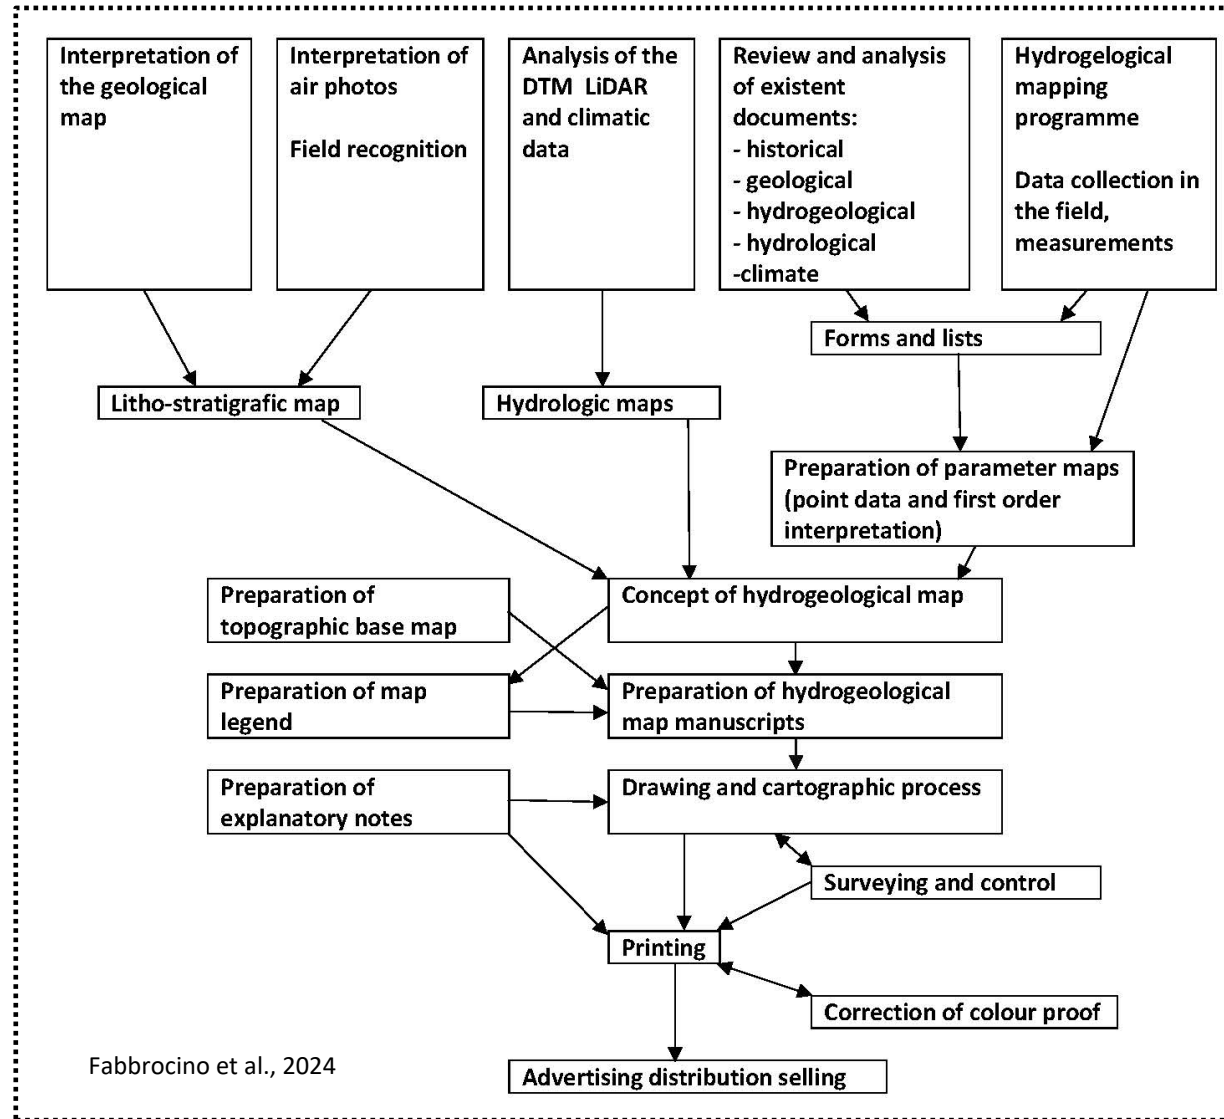 Interpretation of
the geological
map
Interpretation of
air photos
Field recognition
Analysis of the
DTM LiDAR
and climatic
data
Review and analysis
of existent
documents:
- historical
- geological
- hydrogeological
- hydrological
-climate
Hydrogelogical
mapping
programme
Data collection in
the field,
measurements
Forms and lists
Litho-stratigrafic map
Hydrologic maps
Preparation of parameter maps
(point data and first order
interpretation)
Preparation of
topographic base map
Concept of hydrogeological map
Preparation of map
legend
Preparation of hydrogeological
map manuscripts
Preparation of
explanatory notes
Drawing and cartographic process
Surveying and control
Printing
Correction of colour proof
Fabbrocino et al., 2024
Advertising distribution selling